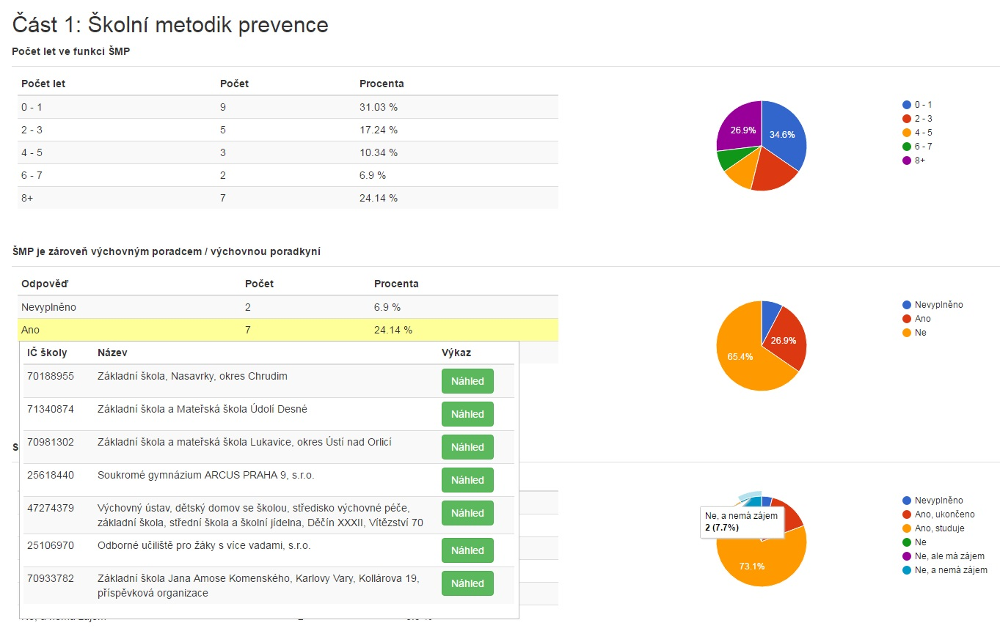 Část 1: Školní metodik prevence
Počet let ve funkci ŠMP
Počet let Počet Procenta
0 - 1 9 31.03 %
2 - 3 5 17.24 %
4 - 5 3 10.34 %
6 - 7 2 6.9 %
8+ 7 24.14 %
26.9% 34.6%
0 - 1
2 - 3
4 - 5
6 - 7
8+
ŠMP je zároveň výchovným poradcem / výchovnou poradkyní
Odpověď Počet Procenta
Nevyplněno 2 6.9 %
Ano 7 24.14 %
26.9%
65.4%
Nevyplněno
Ano
Ne
IČ školy Název Výkaz
70188955 Základní škola, Nasavrky, okres Chrudim Náhled
71340874 Základní škola a Mateřská škola Údolí Desné Náhled
70981302 Základní škola a mateřská škola Lukavice, okres Ústí nad Orlicí Náhled
25618440 Soukromé gymnázium ARCUS PRAHA 9, s.r.o. Náhled
47274379 Výchovný ústav, dětský domov se školou, středisko výchovné péče, Náhled
základní škola, střední škola a školní jídelna, Děčín XXXII, Vítězství 70
25106970 Odborné učiliště pro žáky s více vadami, s.r.o. Náhled
70933782 Základní škola Jana Amose Komenského, Karlovy Vary, Kollárova 19, Náhled
příspěvková organizace
Ne, a nemá zájem
2 (7.7%)
73.1%
Nevyplněno
Ano, ukončeno
Ano, studuje
Ne
Ne, ale má zájem
Ne, a nemá zájem